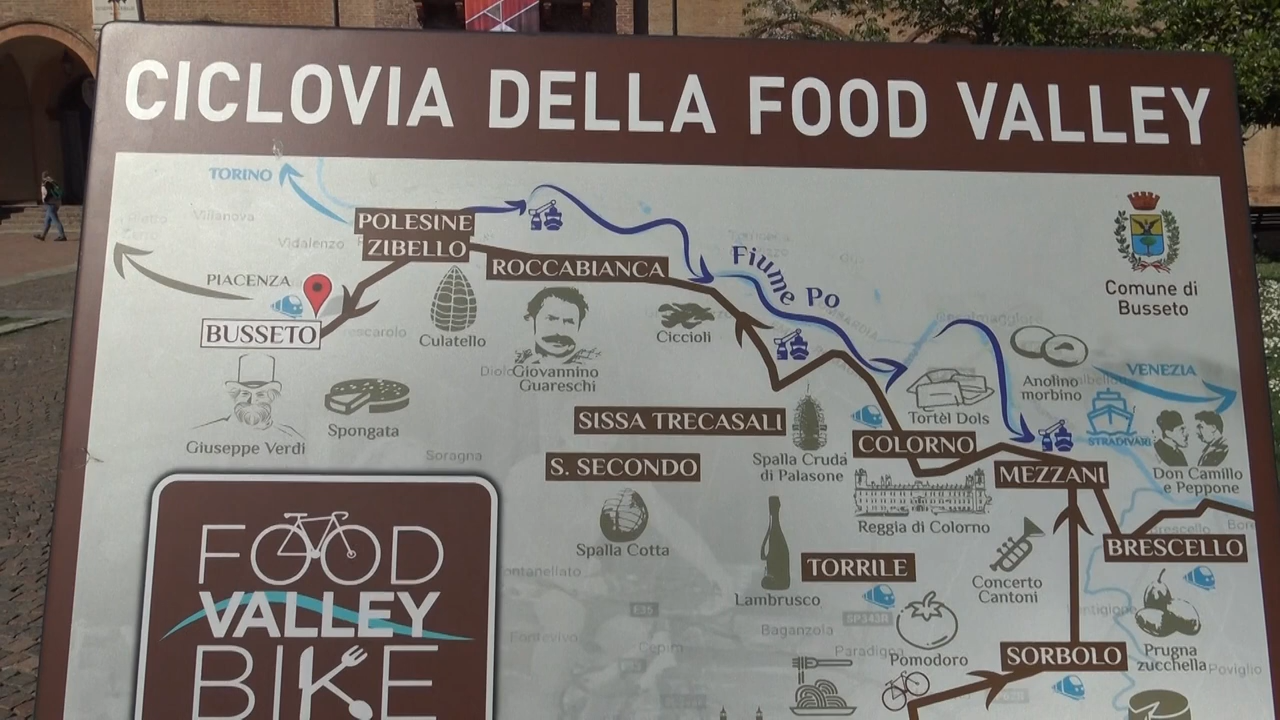 CICLOVIA DELLA FOOD VALLEY
TORINO
Villanova
Vidalenzo
POLESINE
ZIBELLO
ROCCABIANCA
Fiume Po
Comune di
Busseto
PIACENZA
BUSSETO
Culatello
Giovannino
Guareschi
Ciccioli
Anolino
morbino
VENEZIA
STRADIVARI
Don Camillo
e Peppone
Tortèl Dols
Giuseppe Verdi
Spongata
Soragna
SISSA TRECASALI
Spalla Cruda
di Palasone
COLORNO
MEZZANI
S. SECONDO
Spalla Cotta
Reggia di Colorno
Concerto
Cantoni
BRESCELLO
Lambrusco
TORRILE
Baganzola
Paradigna
Pomodoro
SORBOLO
Prugna
zucchella
Poviglio
Fontevivo
E35
SP343R
FOOD
VALLEY
BIKE